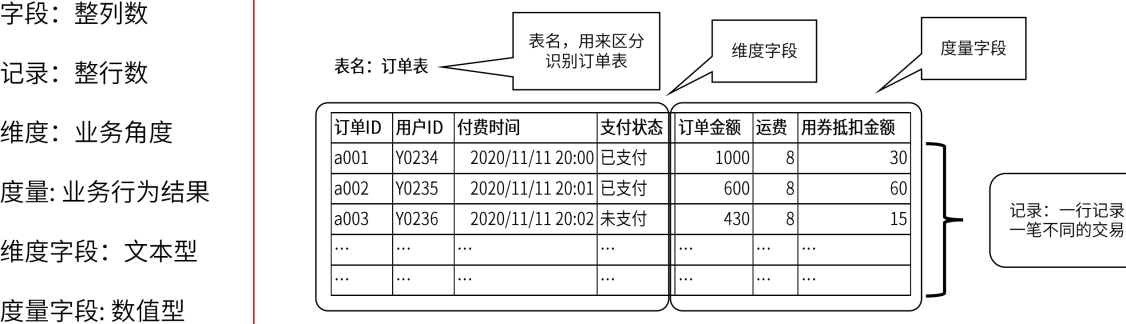 字段：整列数
记录：整行数
维度：业务角度
度量: 业务行为结果
维度字段：文本型
度量字段: 数值型
表名，用来区分
识别订单表
维度字段
度量字段
表名：订单表
订单ID 用户ID 付费时间 支付状态 订单金额 运费 用券抵扣金额
a001 Y0234 2020/11/11 20:00 已支付 1000 8 30
a002 Y0235 2020/11/11 20:01 已支付 600 8 60
a003 Y0236 2020/11/11 20:02 未支付 430 8 15
... ... ... ... ... ... ...
... ... ... ... ... ... ...
记录：一行记录
一笔不同的交易